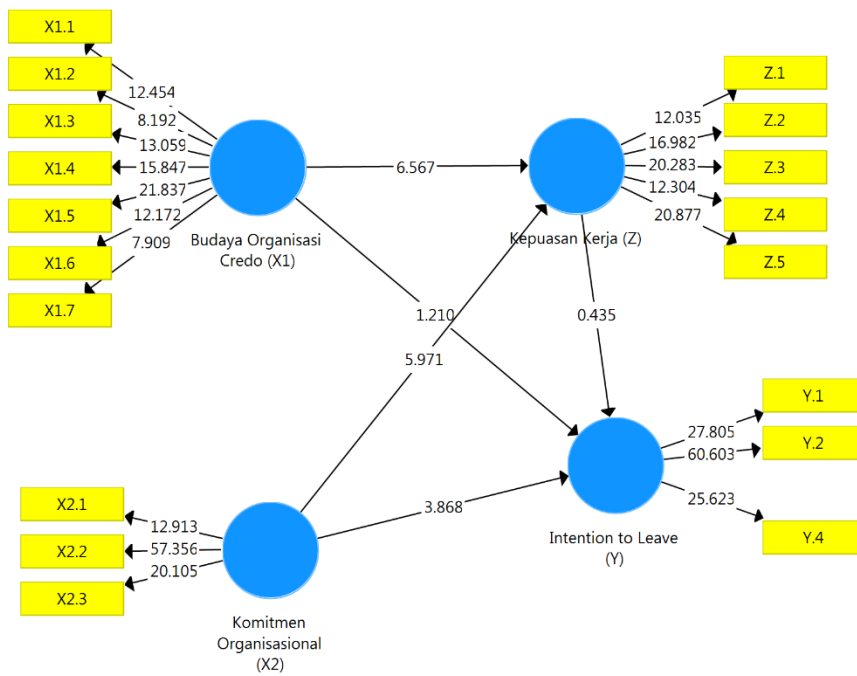 X1.1
X1.2
X1.3
X1.4
X1.5
X1.6
X1.7
12.454
8.192
13.059
15.847
21.837
12.172
7.909
Budaya Organisasi
Credo (X1)
6.567
1.210
5.971
Kepuasan Kerja (Z)
12.035
16.982
20.283
12.304
20.877
Z.1
Z.2
Z.3
Z.4
Z.5
0.435
X2.1
X2.2
X2.3
12.913
57.356
20.105
Komitmen
Organisasional
(X2)
3.868
Intention to Leave
(Y)
27.805
60.603
25.623
Y.1
Y.2
Y.4